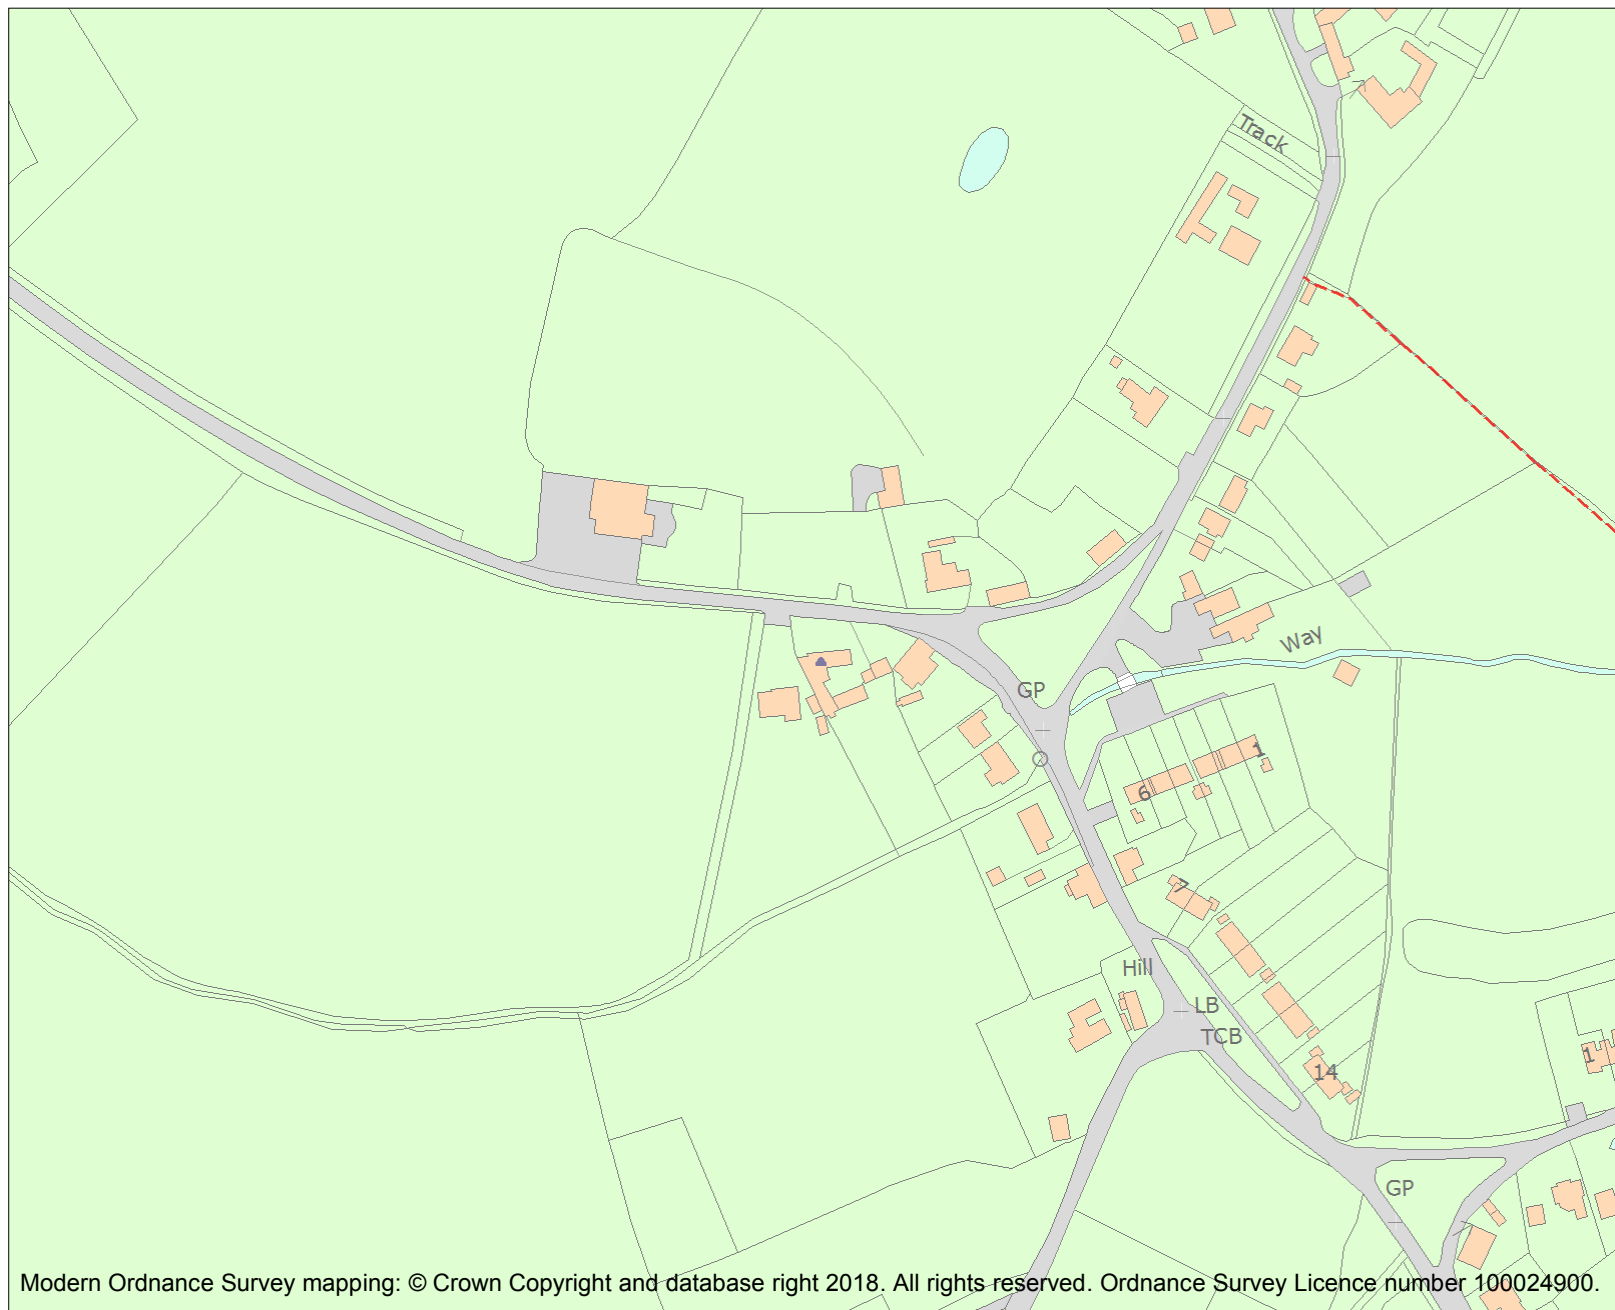 Track
Way
GP
1
6
7
Hill
LB
TCB
1
14
GP
Modern Ordnance Survey mapping: © Crown Copyright and database right 2018. All rights reserved. Ordnance Survey Licence number 100024900.